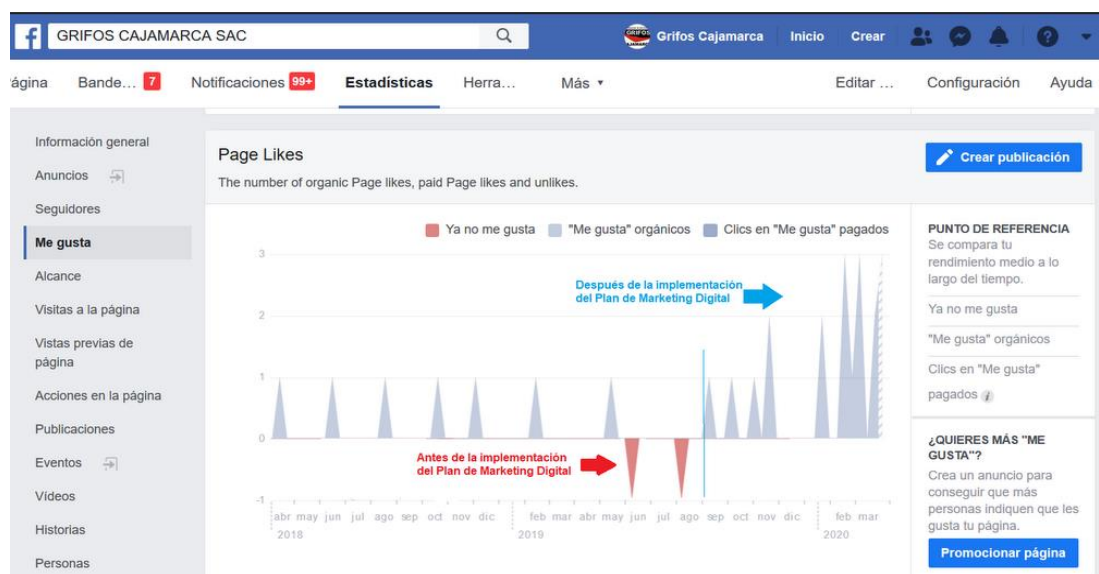 GRIFOS CAJAMARCA SAC
GRIFOS
Grifos Cajamarca
Inicio
Crear
ágina
Bande... 7
Notificaciones 99+
Estadísticas
Herra...
Más
Editar ...
Configuración
Ayuda
Información general
Anuncios
Seguidores
Me gusta
Alcance
Visitas a la página
Vistas previas de
página
Acciones en la página
Publicaciones
Eventos
Vídeos
Historias
Personas
Page Likes
The number of organic Page likes, paid Page likes and unlikes.
Crear publicación
Ya no me gusta
"Me gusta" orgánicos
Clics en "Me gusta" pagados
3
2
1
0
-1
Después de la implementación
del Plan de Marketing Digital
Antes de la implementación
del Plan de Marketing Digital
abr may jun jul ago sep oct nov dic feb mar abr may jun jul ago sep oct nov dic feb mar
2018 2019 2020
PUNTO DE REFERENCIA
Se compara tu
rendimiento medio a lo
largo del tiempo.
Ya no me gusta
"Me gusta" orgánicos
Clics en "Me gusta"
pagados i
¿QUIERES MÁS "ME
GUSTA"?
Crea un anuncio para
conseguir que más
personas indiquen que les
gusta tu página.
Promocionar página